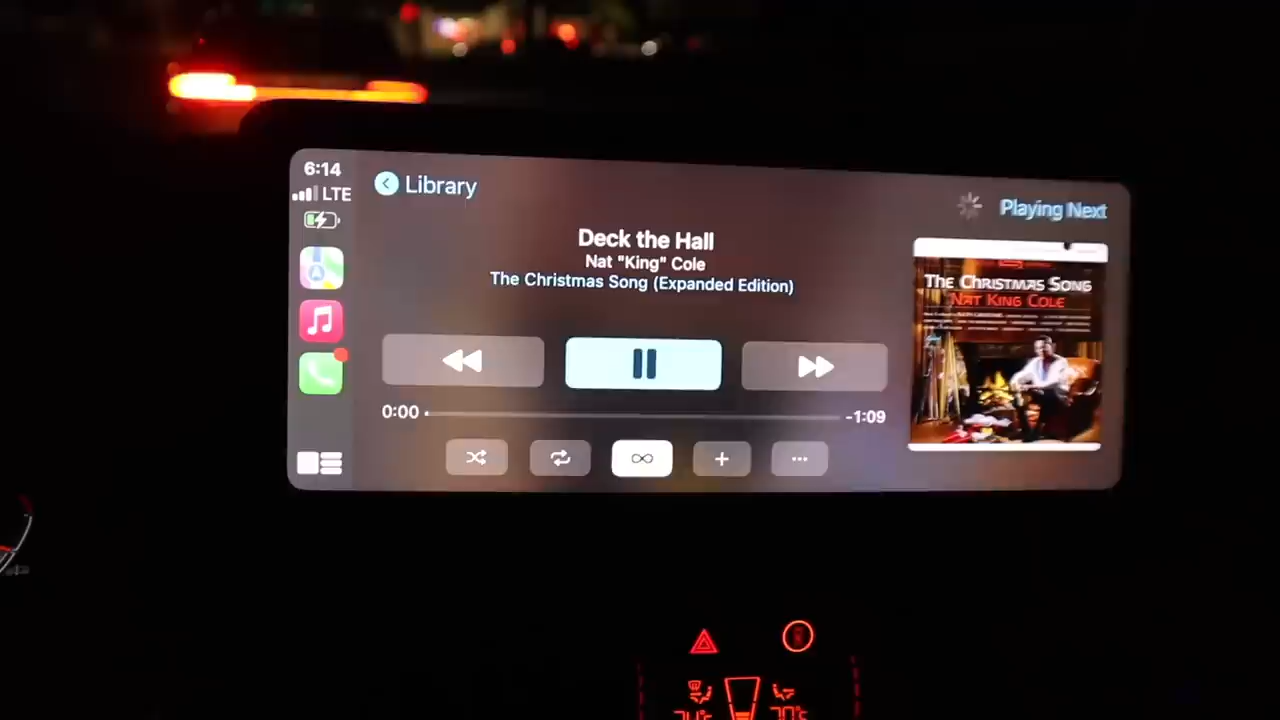 6:14
LTE
Library
Playing Next
Deck the Hall
Nat "King" Cole
The Christmas Song (Expanded Edition)
The Christmas Song
Nat King Cole
0:00
-1:09